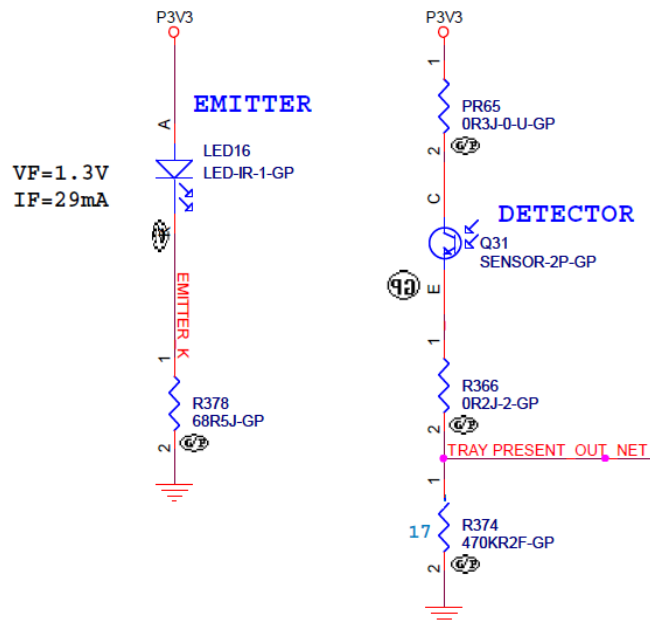 P3V3
A
EMITTER
LED16
LED-IR-1-GP
VF=1.3V
IF=29mA
EMITTER_K
1
R378
68R5J-GP
2
G/P
P3V3
1
PR65
0R3J-0-U-GP
2
G/P
C
DETECTOR
Q31
SENSOR-2P-GP
E
1
R366
0R2J-2-GP
2
G/P
TRAY PRESENT_OUT_NET
1
R374
17
470KR2F-GP
2
G/P